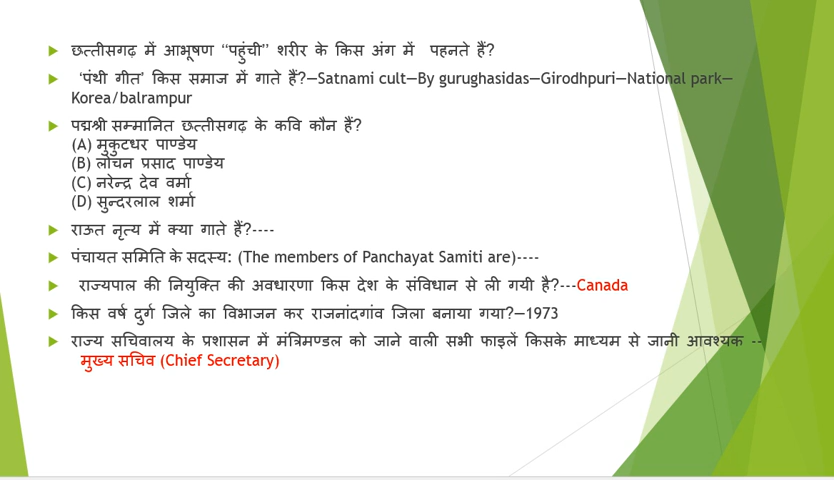 छत्तीसगढ़ में आभूषण “पहुंची” शरीर के किस अंग में पहनते हैं?
‘पंथी गीत’ किस समाज में गाते हैं?—Satnami cult—By gurughasidas—Girodhpuri—National park—
Korea/balrampur
पद्मश्री सम्मानित छत्तीसगढ़ के कवि कौन हैं?
(A) मुकुटधर पाण्डेय
(B) लोचन प्रसाद पाण्डेय
(C) नरेन्द्र देव वर्मा
(D) सुन्दरलाल शर्मा
राऊत नृत्य में क्या गाते हैं?----
पंचायत समिति के सदस्य: (The members of Panchayat Samiti are)----
राज्यपाल की नियुक्ति की अवधारणा किस देश के संविधान से ली गयी है?---Canada
किस वर्ष दुर्ग जिले का विभाजन कर राजनांदगांव जिला बनाया गया?—1973
राज्य सचिवालय के प्रशासन में मंत्रिमण्डल को जाने वाली सभी फाइलें किसके माध्यम से जानी आवश्यक --
मुख्य सचिव (Chief Secretary)